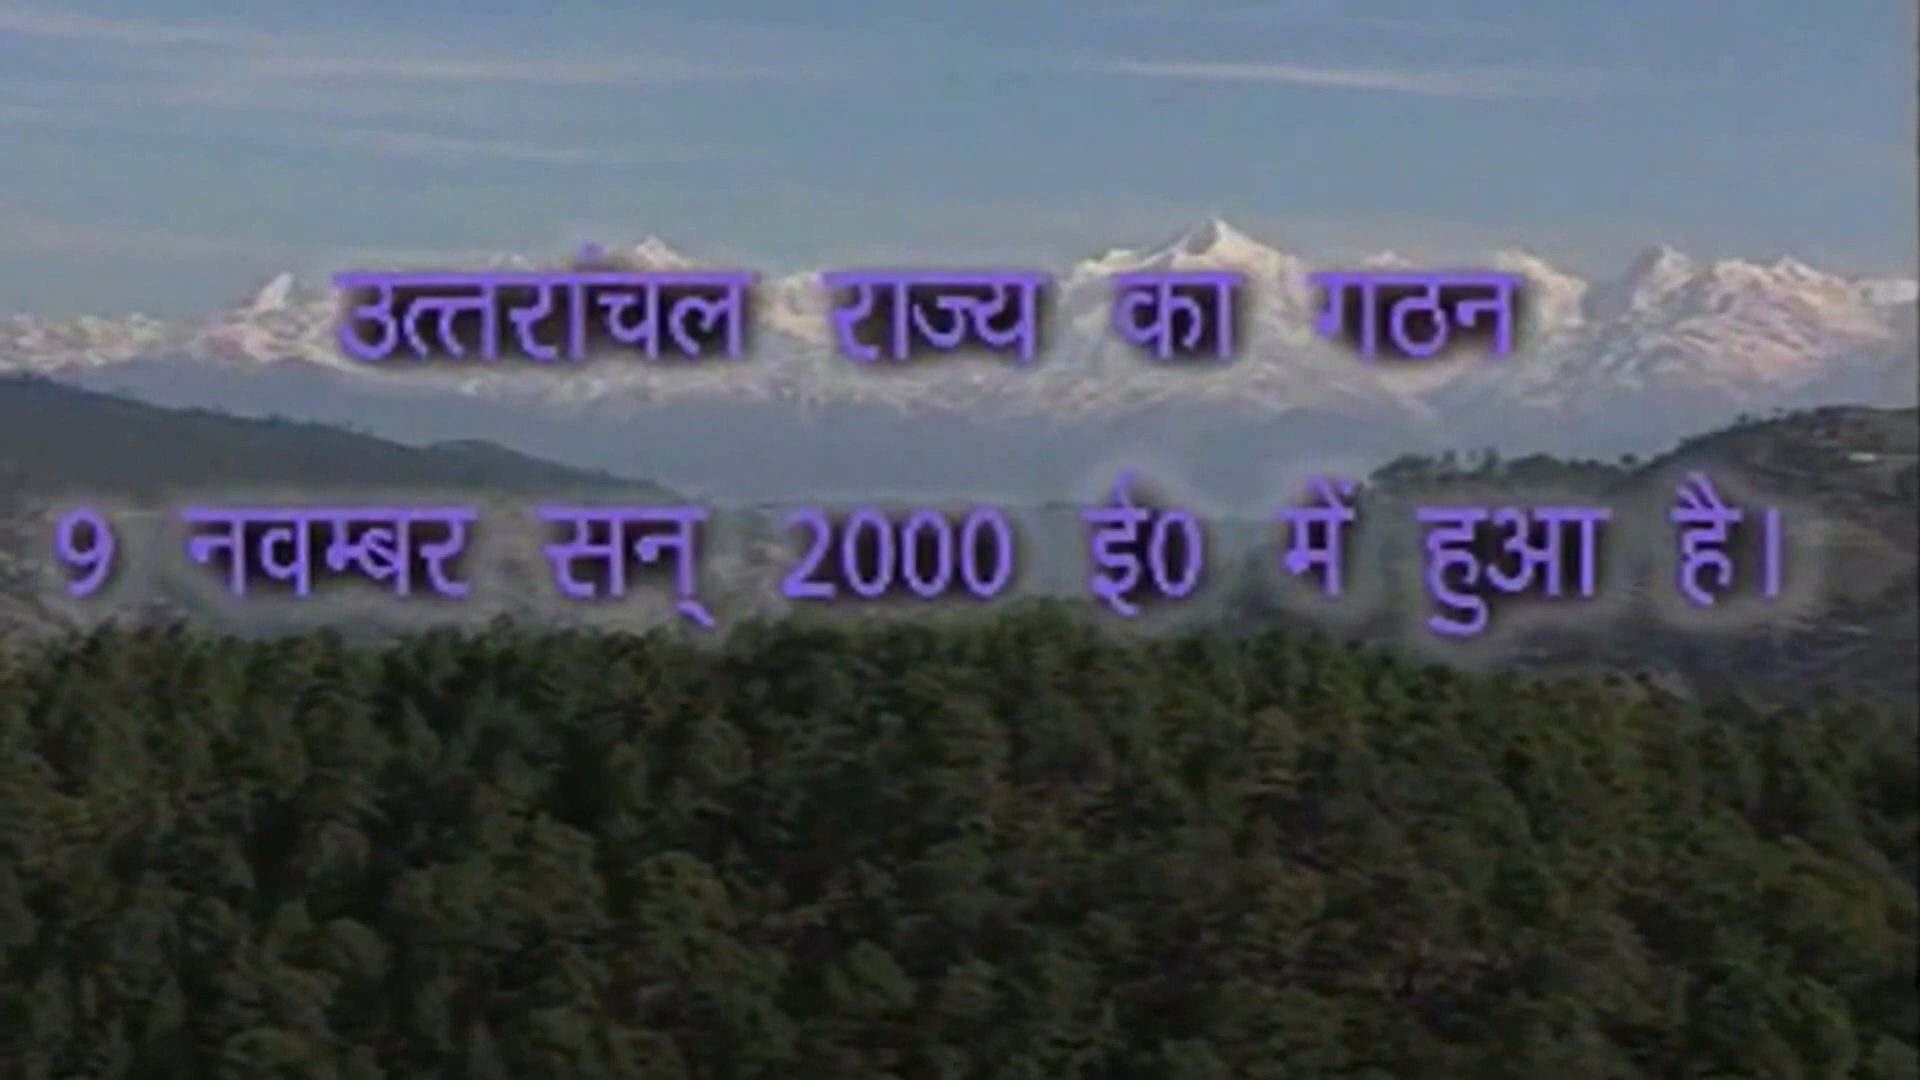 उत्तरांचल राज्य का गठन
9 नवम्बर सन् 2000 ई0 में हुआ है।